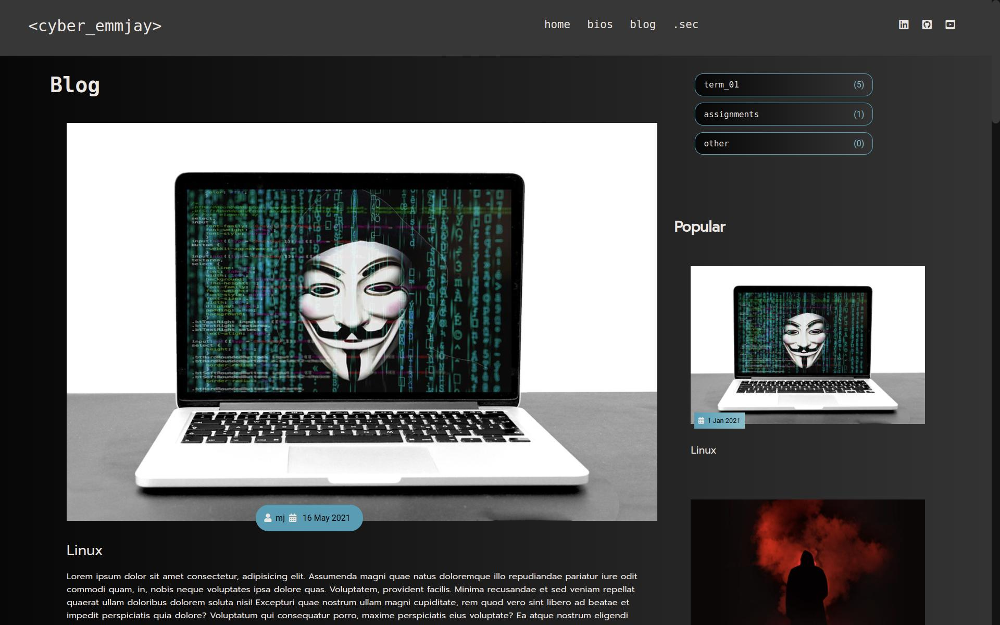 <cyber_emmjay>
home bios blog .sec
Blog
term_01 (5)
assignments (1)
other (0)
Popular
1 Jan 2021
Linux
mj 16 May 2021
Linux
Lorem ipsum dolor sit amet consectetur, adipisicing elit. Assumenda magni quae natus doloremque illo repudiandae pariatur iure odit
commodi quam, in, nobis neque voluptates ipsa dolore quas. Voluptatem, provident facilis. Minima recusandae et sed veniam repellat
quaerat ullam doloribus dolorem soluta nisi! Excepturi quae nostrum ullam magni cupiditate, rem quod vero sint libero ad beatae et
impedit perspiciatis quia dolore? Voluptatum qui consequatur porro, maxime perspiciatis eius voluptate? Ea atque nostrum eligendi